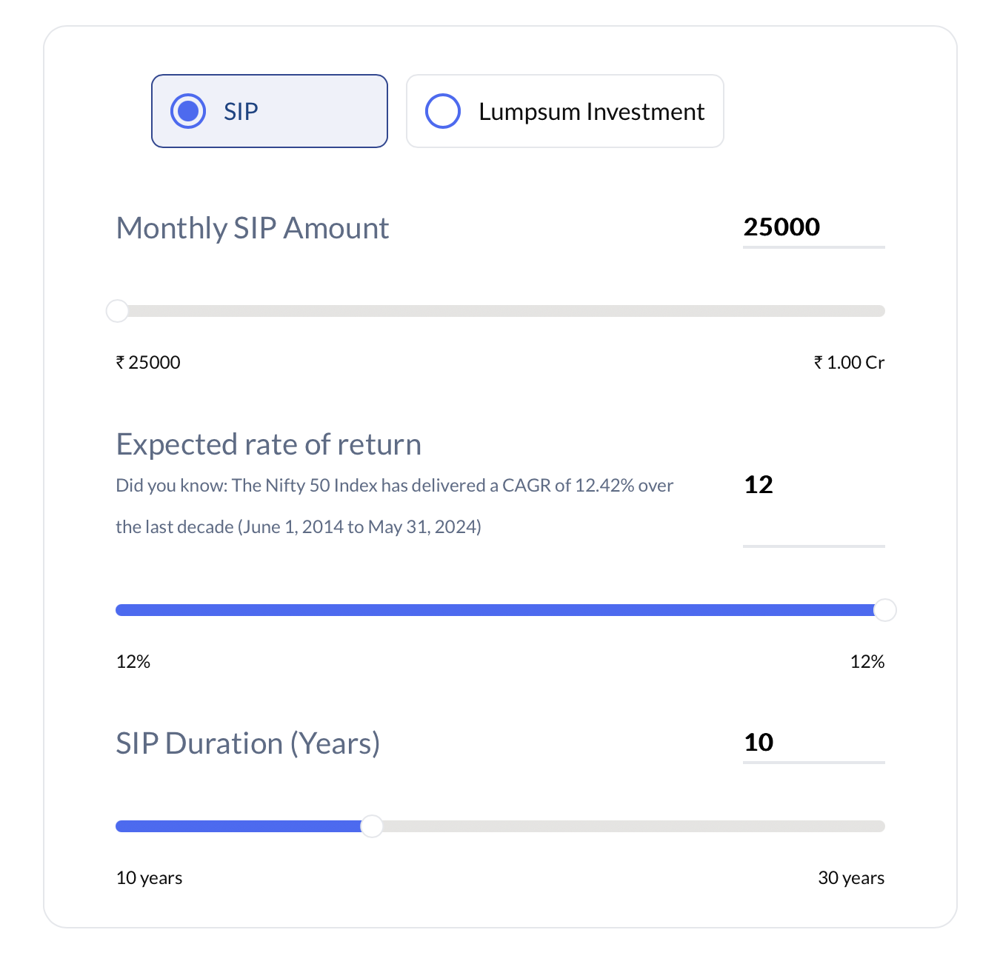 SIP
Lumpsum Investment
Monthly SIP Amount
25000
₹ 25000
₹ 1.00 Cr
Expected rate of return
Did you know: The Nifty 50 Index has delivered a CAGR of 12.42% over
the last decade (June 1, 2014 to May 31, 2024)
12
12%
12%
SIP Duration (Years)
10
10 years
30 years